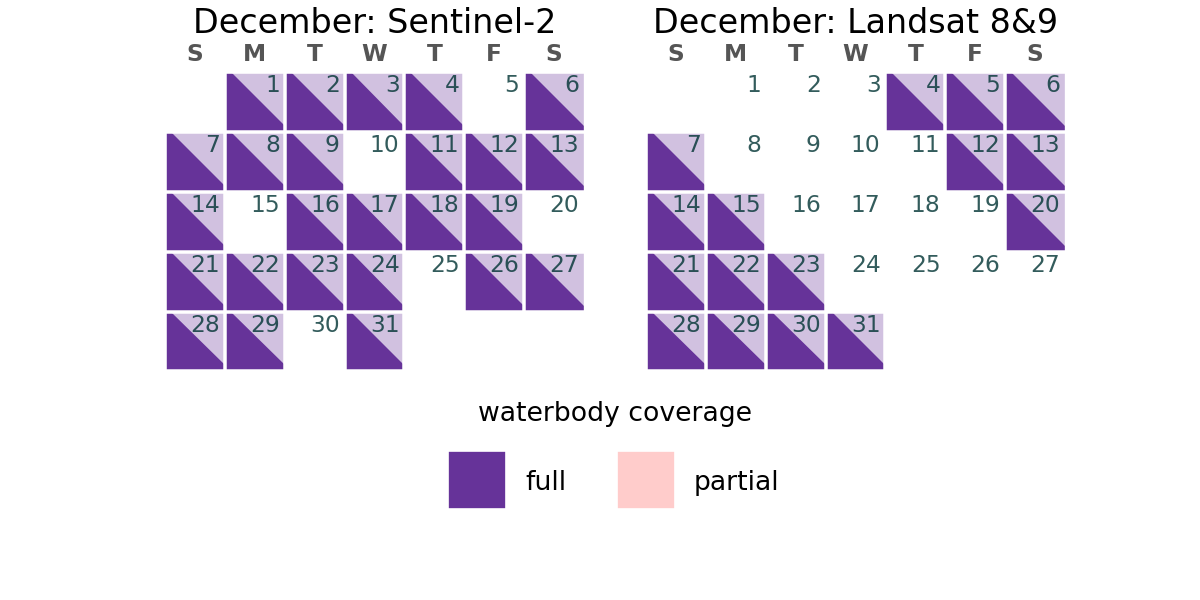 December: Sentinel-2
S M T W T F S
1 2 3 4 5 6
7 8 9 10 11 12 13
14 15 16 17 18 19 20
21 22 23 24 25 26 27
28 29 30 31
December: Landsat 8&9
S M T W T F S
1 2 3 4 5 6
7 8 9 10 11 12 13
14 15 16 17 18 19 20
21 22 23 24 25 26 27
28 29 30 31
waterbody coverage
full partial